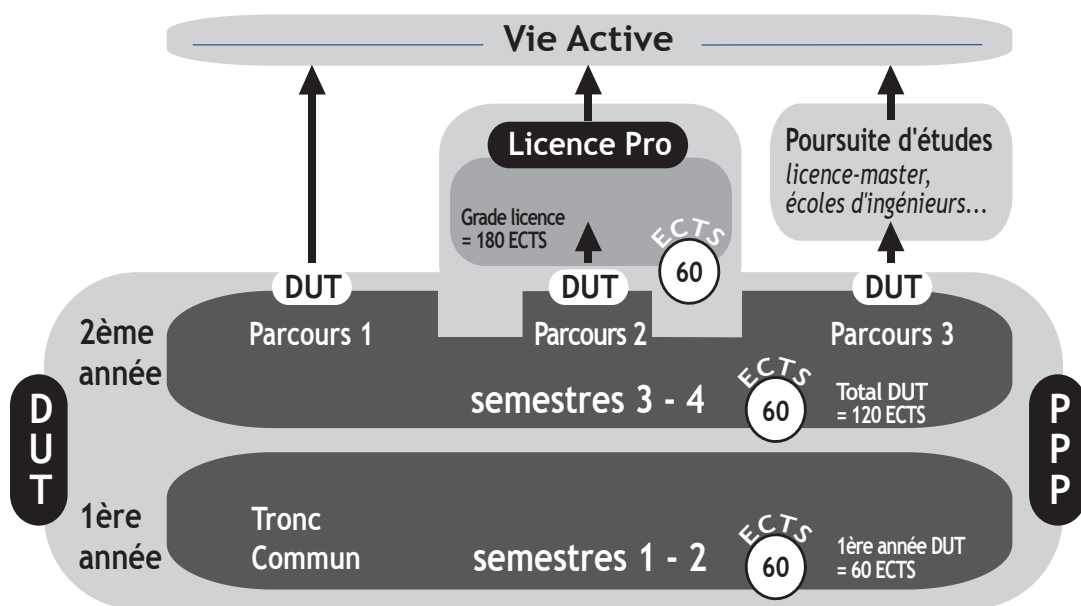 Vie Active
Licence Pro
Poursuite d'études
licence-master,
écoles d'ingénieurs...
Grade licence
= 180 ECTS
ECTS
60
DUT
DUT
DUT
2ème
année
Parcours 1
Parcours 2
Parcours 3
semestres 3 - 4
ECTS
60
Total DUT
= 120 ECTS
DUT
PPP
1ère
année
Tronc
Commun
semestres 1 - 2
ECTS
60
1ère année DUT
= 60 ECTS